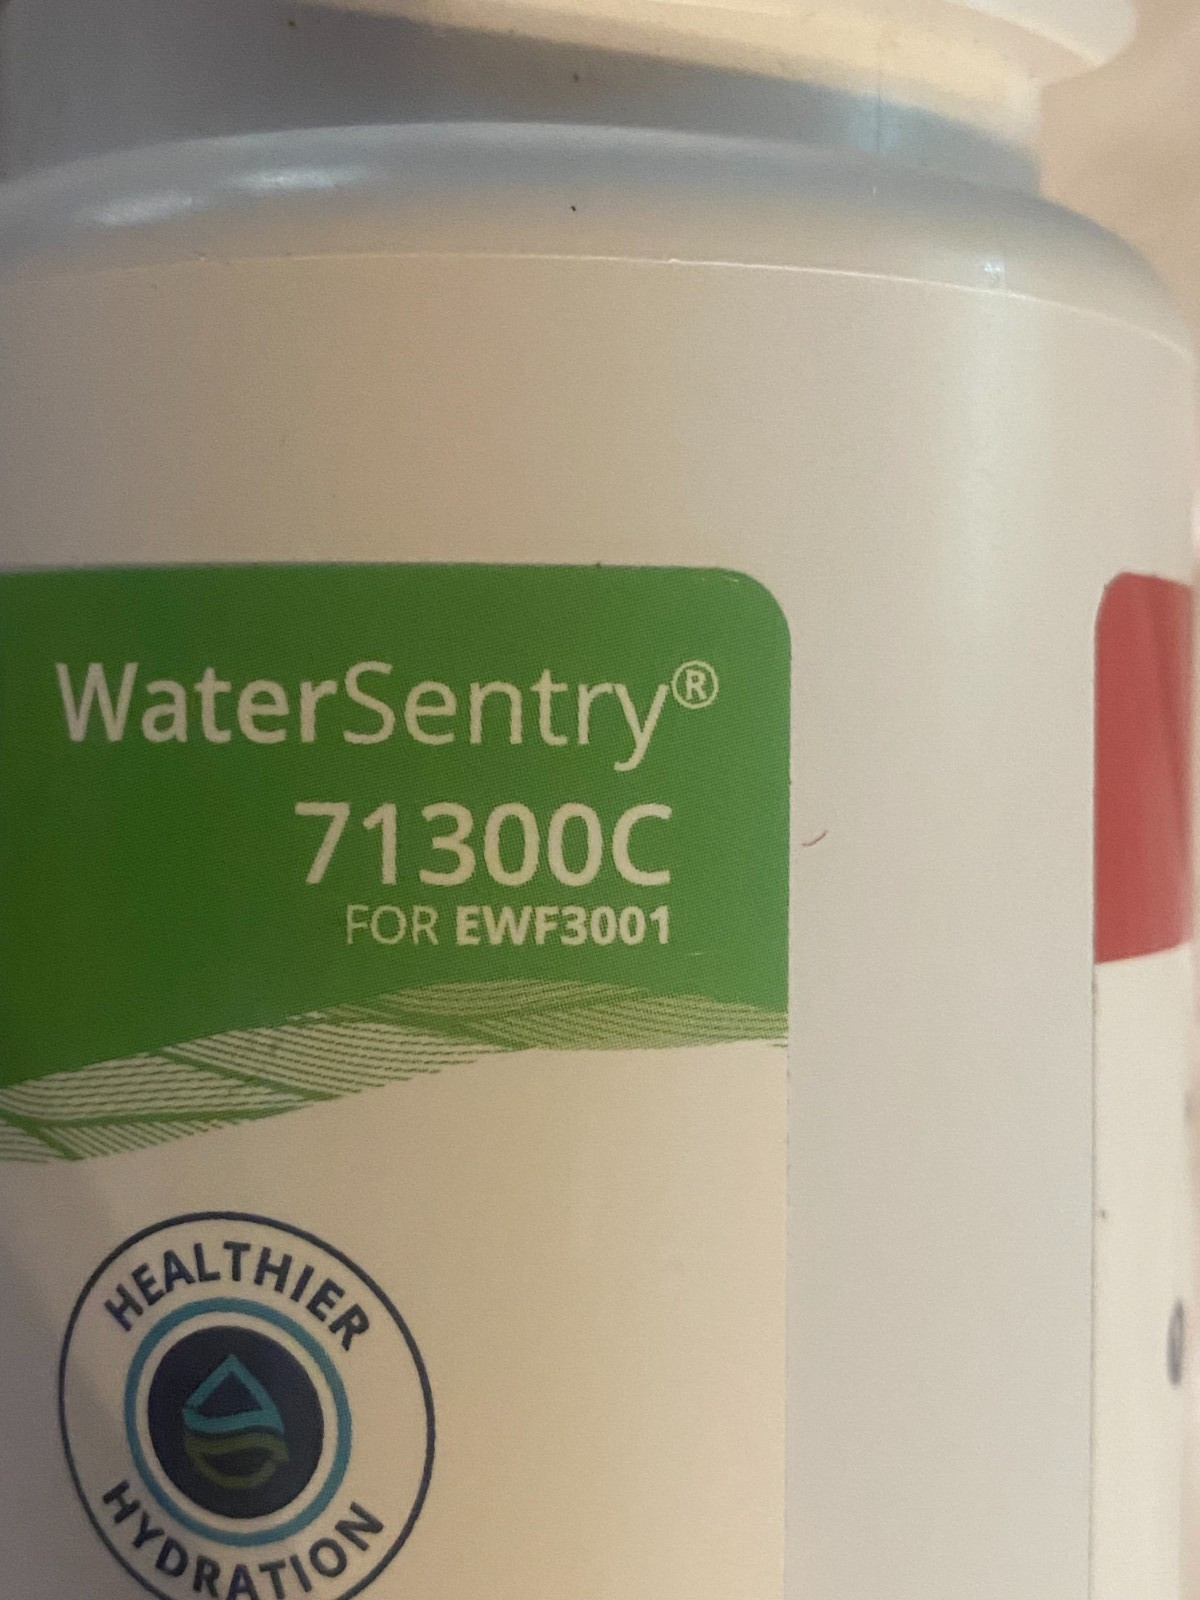 WaterSentry®
71300C
FOR EWF3001
HEALTHIER
HYDRATION